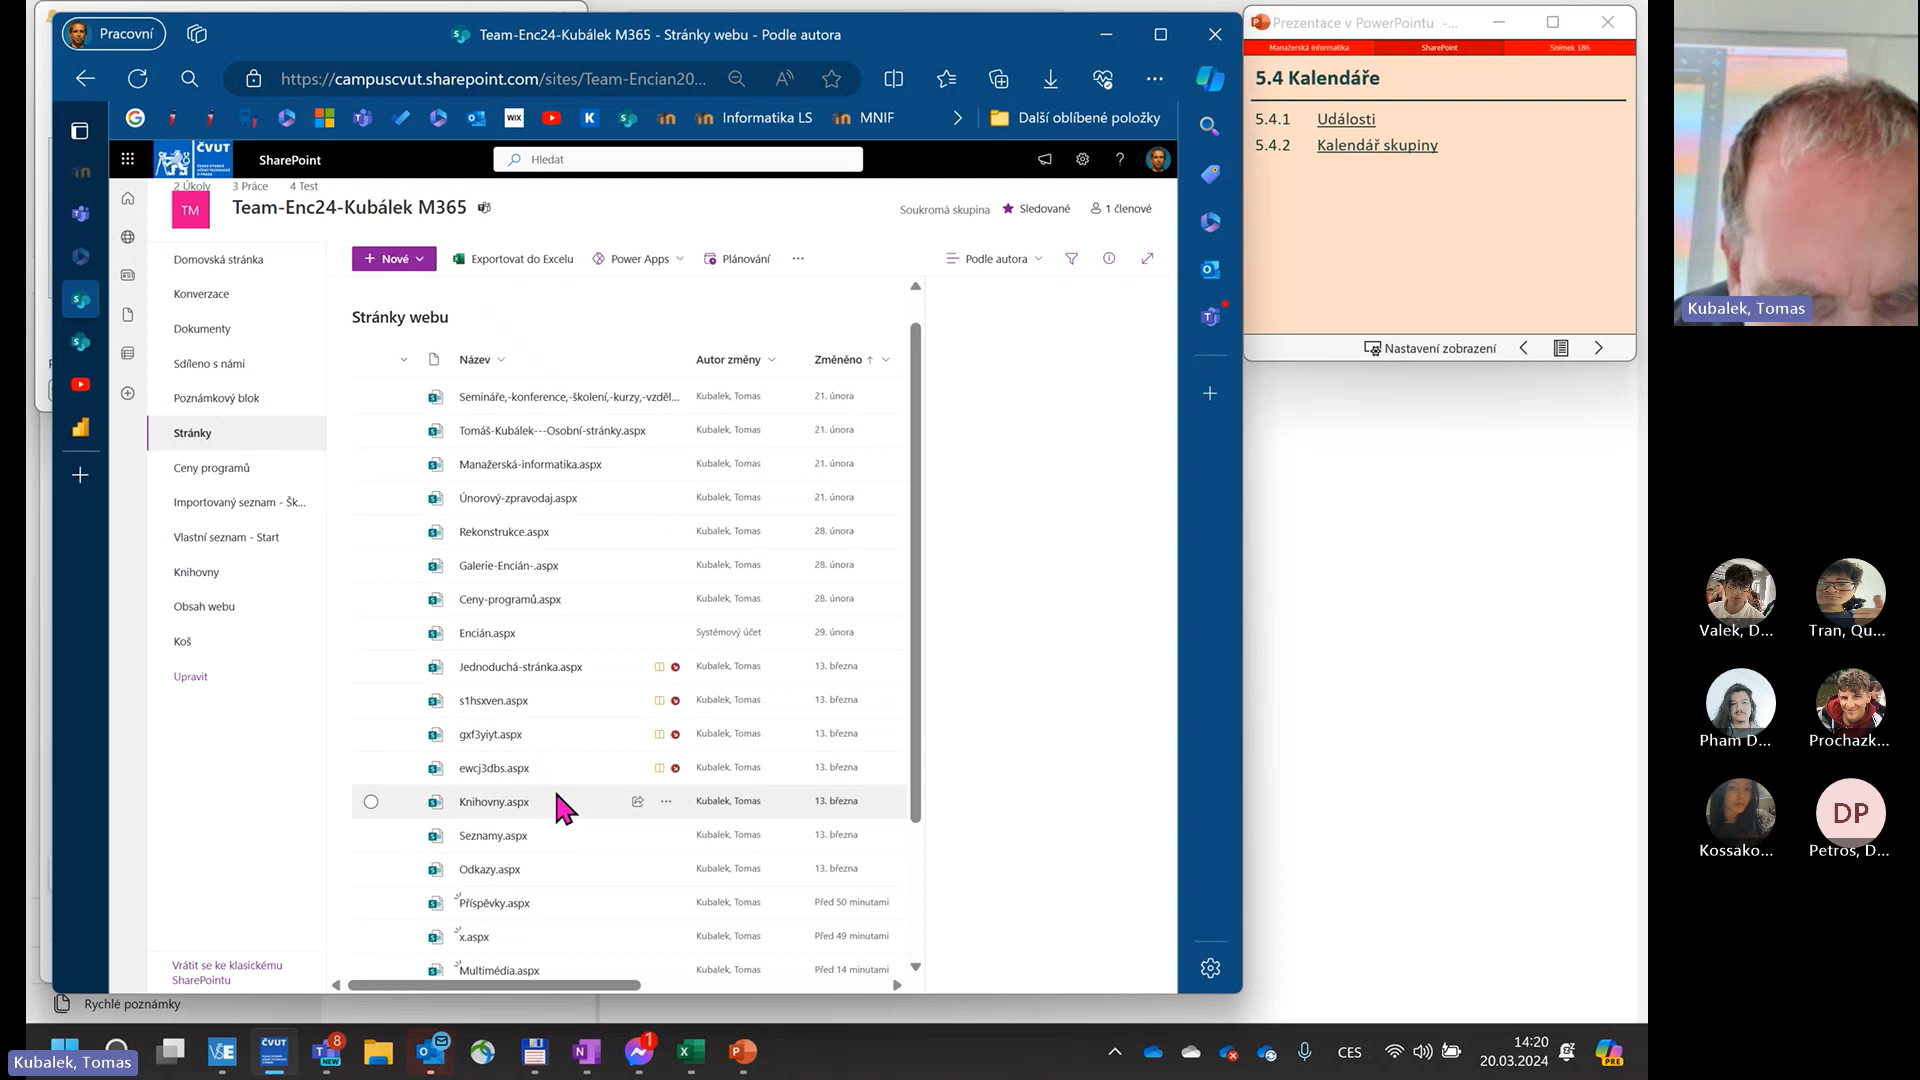 Pracovní
Team-Enc24-Kubálek M365 - Stránky webu - Podle autora
https://campuscvut.sharepoint.com/sites/Team-Encian20...
WIX
Informatika LS
MNIF
Další oblíbené položky
ČVUT
SharePoint
Hledat
2 Úkoly
3 Práce
4 Test
TM
Team-Enc24-Kubálek M365
Soukromá skupina
Sledované
1 členové
Domovská stránka
Konverzace
Dokumenty
Sdíleno s námi
Poznámkový blok
Stránky
Ceny programů
Importovaný seznam - Šk...
Vlastní seznam - Start
Knihovny
Obsah webu
Koš
Upravit
Vrátit se ke klasickému
SharePointu
Nové
Exportovat do Excelu
Power Apps
Plánování
Podle autora
Stránky webu
Název
Autor změny
Změněno
Semináře,-konference,-školení,-kurzy,-vzděl... Kubalek, Tomas 21. února
Tomáš-Kubálek---Osobní-stránky.aspx Kubalek, Tomas 21. února
Manažerská-informatika.aspx Kubalek, Tomas 21. února
Únorový-zpravodaj.aspx Kubalek, Tomas 21. února
Rekonstrukce.aspx Kubalek, Tomas 28. února
Galerie-Encián-.aspx Kubalek, Tomas 28. února
Ceny-programů.aspx Kubalek, Tomas 28. února
Encián.aspx Systémový účet 29. února
Jednoduchá-stránka.aspx Kubalek, Tomas 13. března
s1hsxven.aspx Kubalek, Tomas 13. března
gxf3yiyt.aspx Kubalek, Tomas 13. března
ewcj3dbs.aspx Kubalek, Tomas 13. března
Knihovny.aspx Kubalek, Tomas 13. března
Seznamy.aspx Kubalek, Tomas 13. března
Odkazy.aspx Kubalek, Tomas 13. března
Příspěvky.aspx Kubalek, Tomas Před 50 minutami
x.aspx Kubalek, Tomas Před 49 minutami
Multimédia.aspx Kubalek, Tomas Před 14 minutami
Rychlé poznámky
Prezentace v PowerPointu -...
Manažerská informatika
SharePoint
Snímek 186
5.4 Kalendáře
5.4.1 Události
5.4.2 Kalendář skupiny
Nastavení zobrazení
Kubalek, Tomas
Valek, D...
Tran, Qu...
Pham D...
Prochazk...
Kossako...
DP
Petros, D...
Kubalek, Tomas
VŠE
ČVUT
8
NEW
1
CES
14:20
20.03.2024
PRE